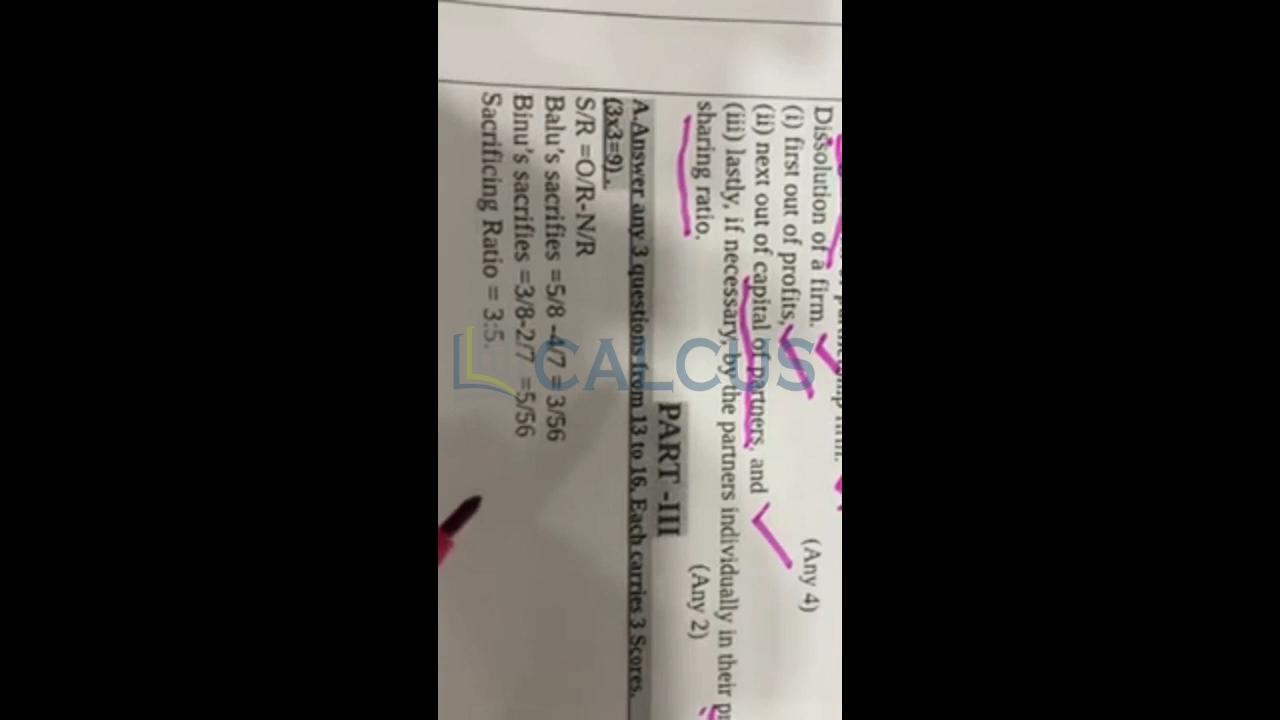 Dissolution of a firm.
(Any 4)
(i) first out of profits,
(ii) next out of capital of partners, and
(iii) lastly, if necessary, by the partners individually in their
sharing ratio.
(Any 2)
PART -III
A.Answer any 3 questions from 13 to 16. Each carries 3 Scores.
(3x3=9) .
S/R =O/R-N/R
Balu's sacrifies =5/8 -4/7 =3/56
Binu's sacrifies =3/8-2/7 =5/56
Sacrificing Ratio = 3:5.
CALCUS